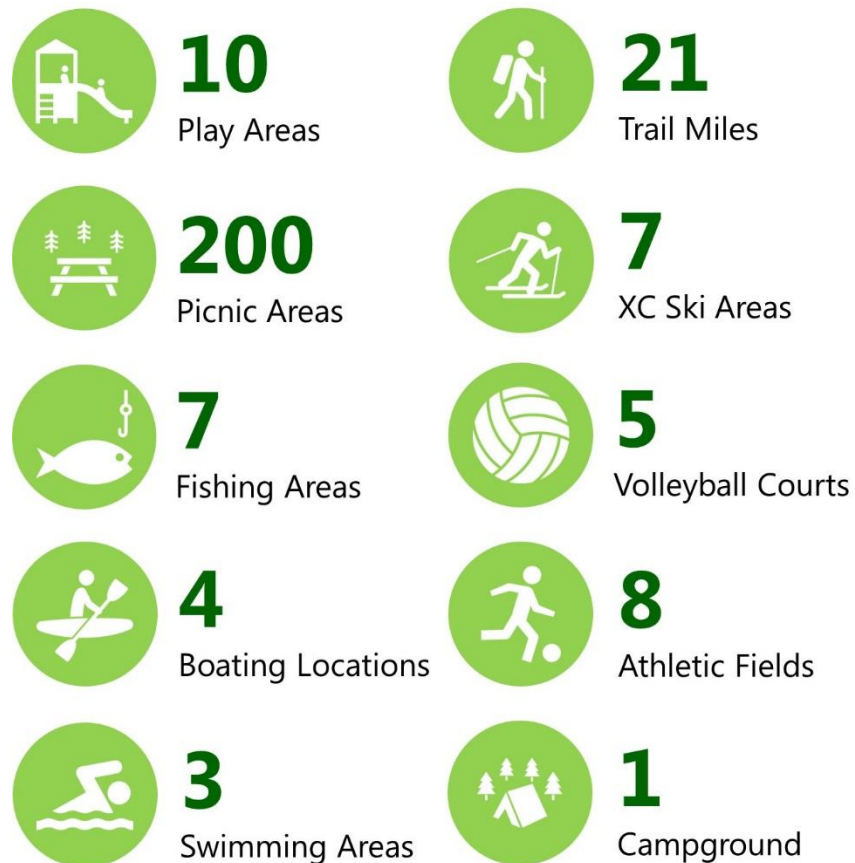 10
Play Areas
21
Trail Miles
200
Picnic Areas
7
XC Ski Areas
7
Fishing Areas
5
Volleyball Courts
4
Boating Locations
8
Athletic Fields
3
Swimming Areas
1
Campground